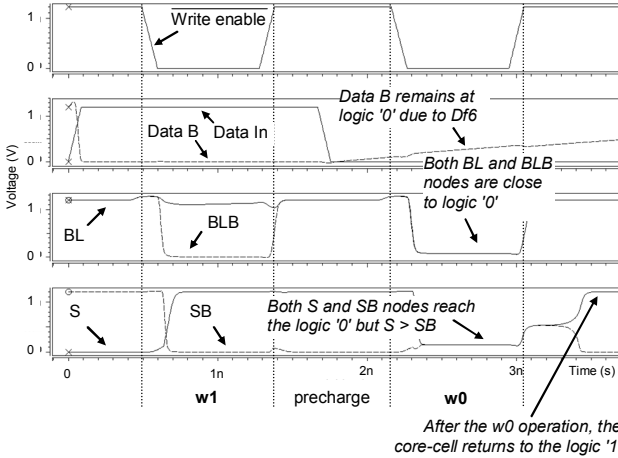 1
Write enable
0
1
Data B remains at
logic '0' due to Df6
Data B
Data In
0
Voltage (V)
Both BL and BLB
nodes are close
to logic '0'
1
BL
BLB
0
1
S
SB
Both S and SB nodes reach
the logic '0' but S > SB
0
0
1n
2n
3n
Time (s)
w1
precharge
w0
After the w0 operation, the
core-cell returns to the logic '1